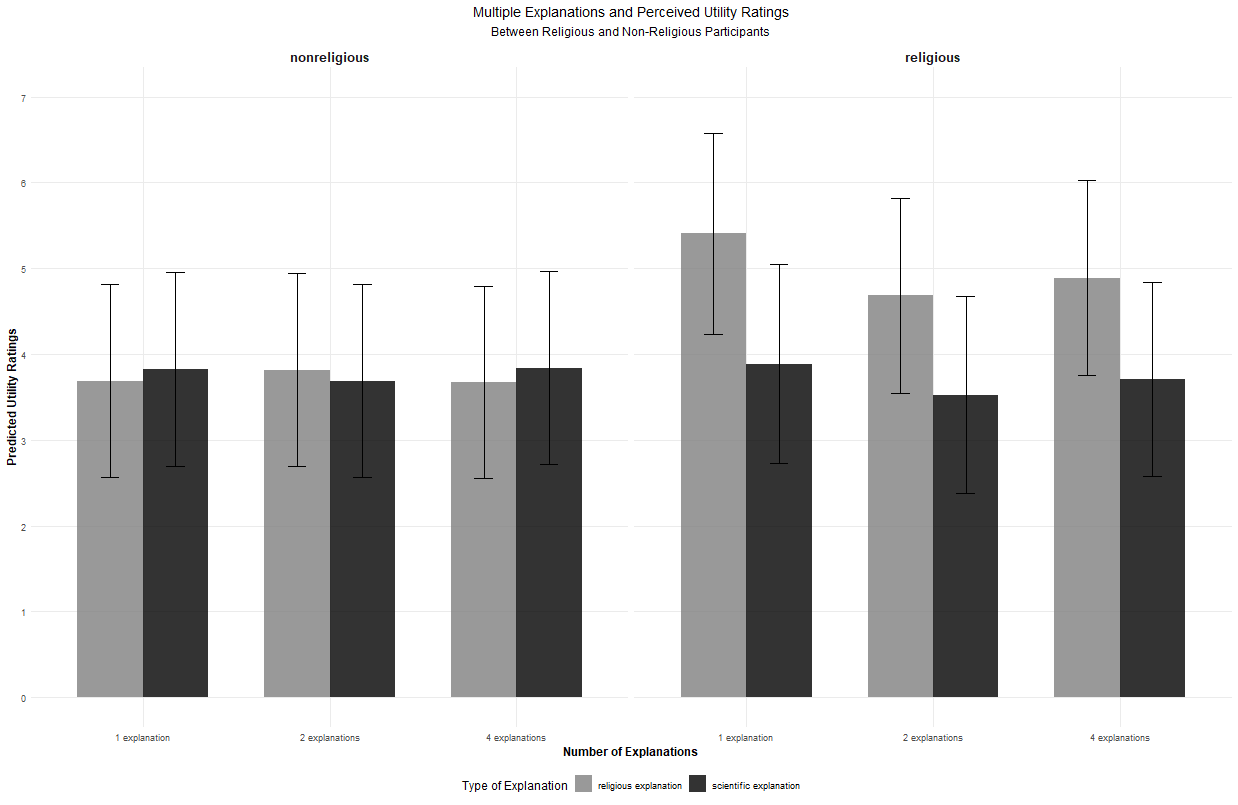 Multiple Explanations and Perceived Utility Ratings
Between Religious and Non-Religious Participants
nonreligious
religious
Predicted Utility Ratings
7
6
5
4
3
2
1
0
1 explanation
2 explanations
4 explanations
1 explanation
2 explanations
4 explanations
Number of Explanations
Type of Explanation
religious explanation
scientific explanation